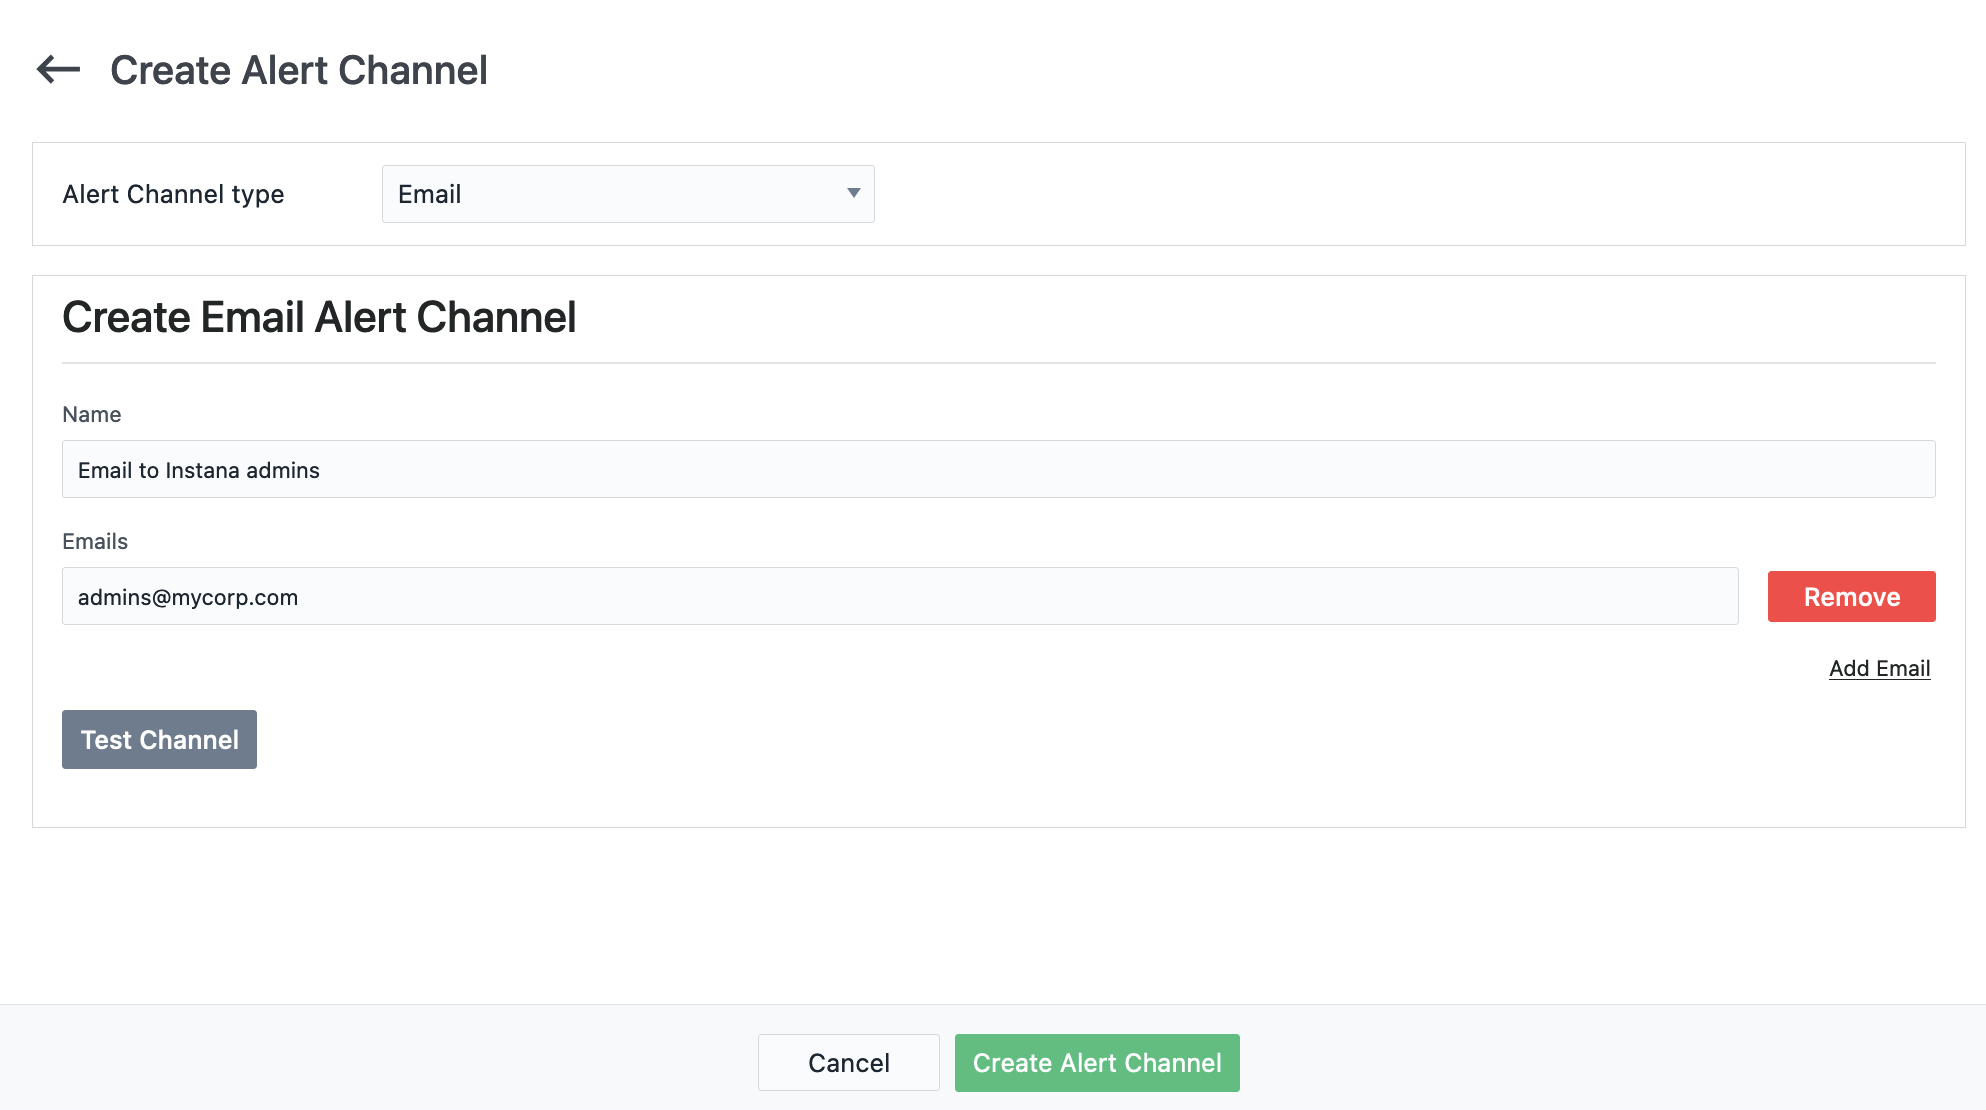 Create Alert Channel
Alert Channel type
Email
Create Email Alert Channel
Name
Email to Instana admins
Emails
admins@mycorp.com
Remove
Add Email
Test Channel
Cancel
Create Alert Channel